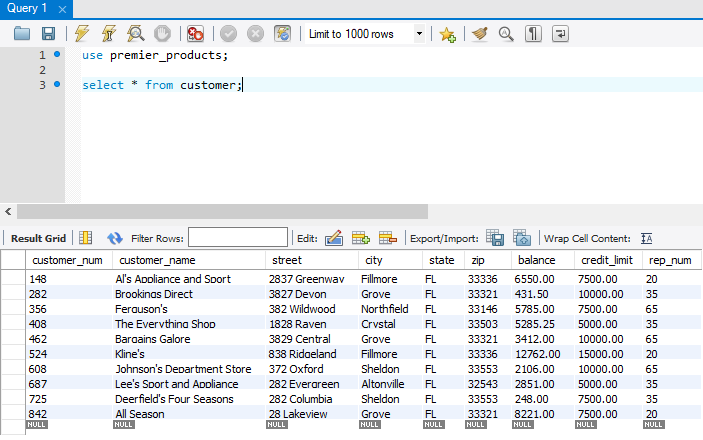 Query 1
Limit to 1000 rows
1 use premier_products;
2
3 select * from customer;
Result Grid Filter Rows: Edit: Export/Import: Wrap Cell Content:
customer_num customer_name street city state zip balance credit_limit rep_num
148 Al's Appliance and Sport 2837 Greenway Fillmore FL 33336 6550.00 7500.00 20
282 Brookings Direct 3827 Devon Grove FL 33321 431.50 10000.00 35
356 Ferguson's 382 Wildwood Northfield FL 33146 5785.00 7500.00 65
408 The Everything Shop 1828 Raven Crystal FL 33503 5285.25 5000.00 35
462 Bargains Galore 3829 Central Grove FL 33321 3412.00 10000.00 65
524 Kline's 838 Ridgeland Fillmore FL 33336 12762.00 15000.00 20
608 Johnson's Department Store 372 Oxford Sheldon FL 33553 2106.00 10000.00 65
687 Lee's Sport and Appliance 282 Evergreen Altonville FL 32543 2851.00 5000.00 35
725 Deerfield's Four Seasons 282 Columbia Sheldon FL 33553 248.00 7500.00 35
842 All Season 28 Lakeview Grove FL 33321 8221.00 7500.00 20
NULL NULL NULL NULL NULL NULL NULL NULL NULL